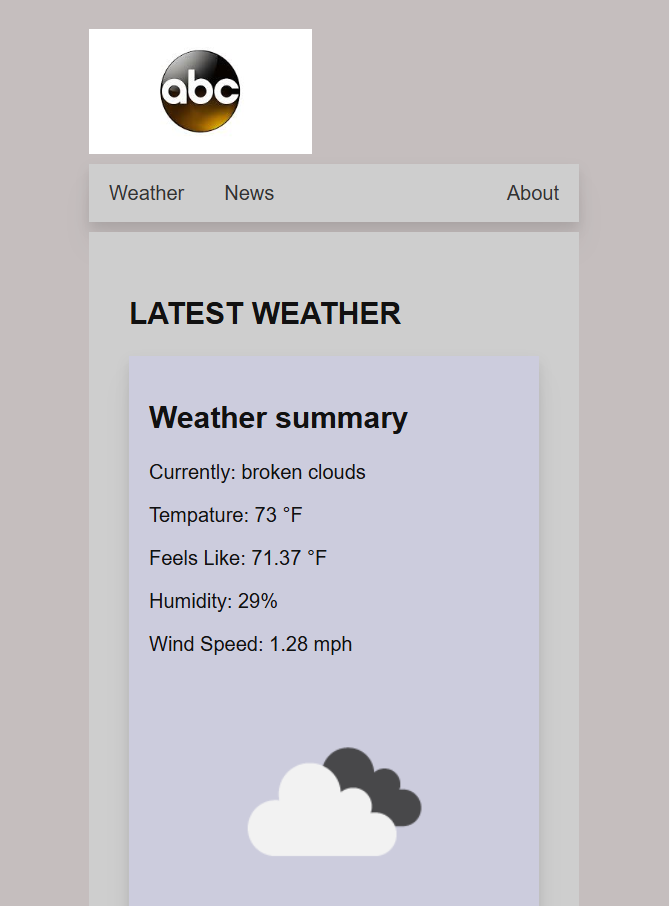 abc
Weather News About
LATEST WEATHER
Weather summary
Currently: broken clouds
Tempature: 73 °F
Feels Like: 71.37 °F
Humidity: 29%
Wind Speed: 1.28 mph